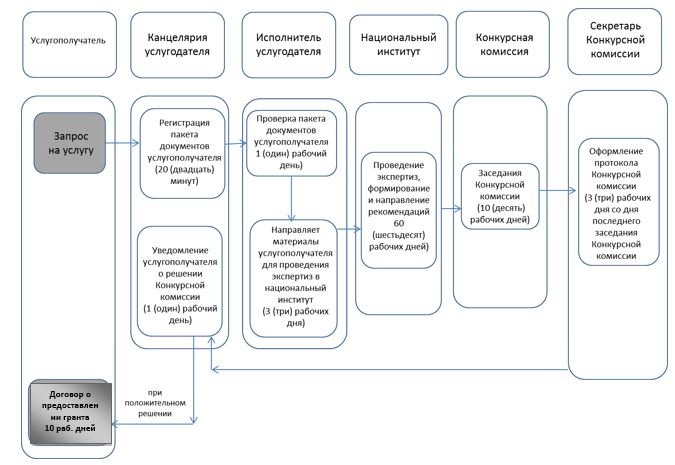 Услугополучатель
Канцелярия
услугодателя
Исполнитель
услугодателя
Национальный
институт
Конкурсная
комиссия
Секретарь
Конкурсной
комиссии
Запрос
на услугу
Регистрация
пакета
документов
услугополучателя
(20 (двадцать)
минут)
Проверка пакета
документов
услугополучателя
1 (один) рабочий
день)
Проведение
экспертиз,
формирование
и направление
рекомендаций
60
(шестьдесят)
рабочих дней)
Заседания
Конкурсной
комиссии
(10 (десять)
рабочих дней)
Оформление
протокола
Конкурсной
комиссии
(3 (три) рабочих
дня со дня
последнего
заседания
Конкурсной
комиссии
Уведомление
услугополучателя
о решении
Конкурсной
комиссии
(1 (один) рабочий
день)
Направляет
материалы
услугополучателя
для проведения
экспертиз в
национальный
институт
(3 (три) рабочих
дня)
Договор о
предоставлен
ии гранта
10 раб. дней
при
положительном
решении